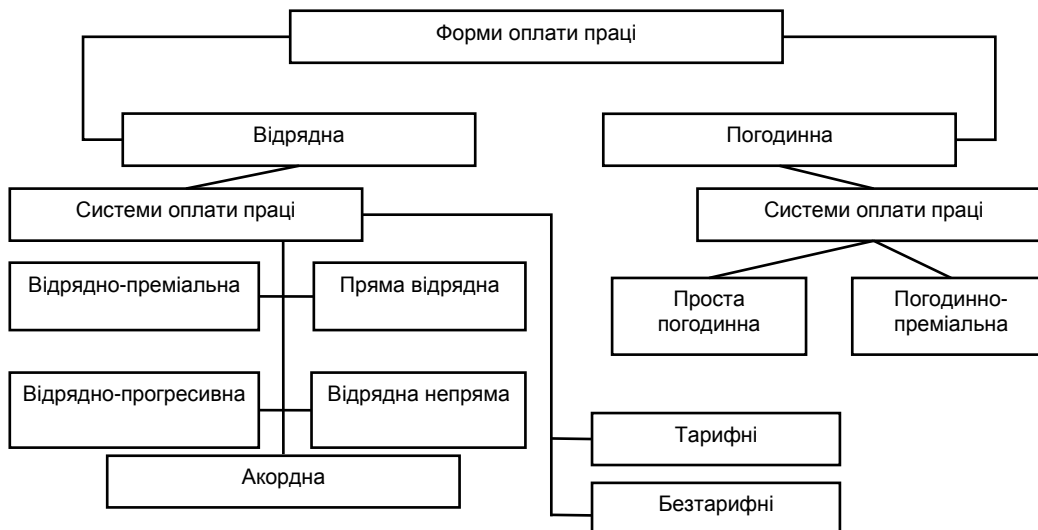 Форми оплати праці
Відрядна
Погодинна
Системи оплати праці
Системи оплати праці
Відрядно-преміальна
Пряма відрядна
Проста
погодинна
Погодинно-
преміальна
Відрядно-прогресивна
Відрядна непряма
Тарифні
Акордна
Безтарифні